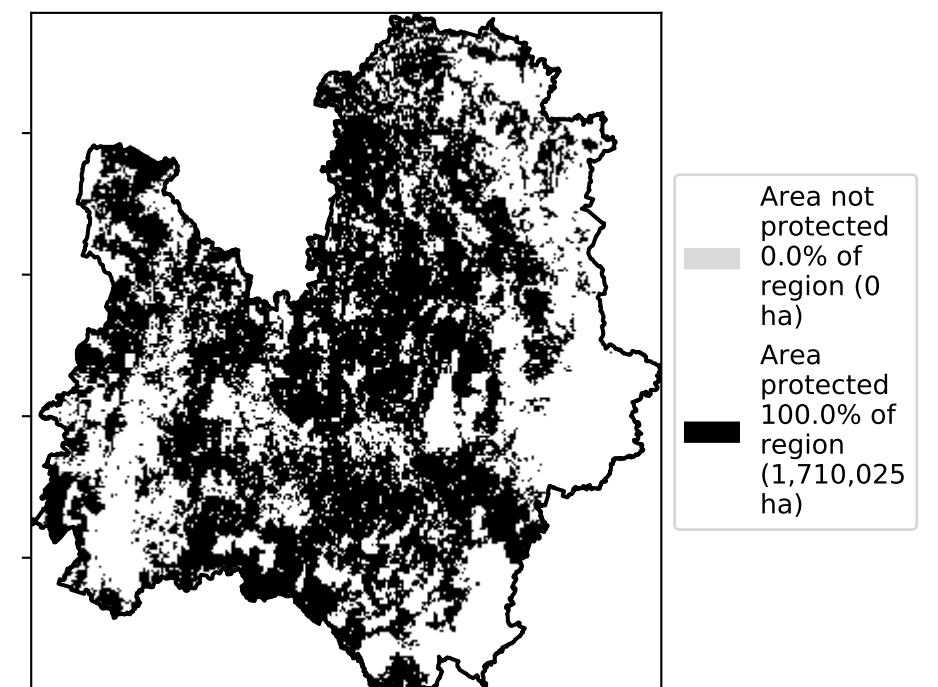 Area not
protected
0.0% of
region (0
ha)
Area
protected
100.0% of
region
(1,710,025
ha)